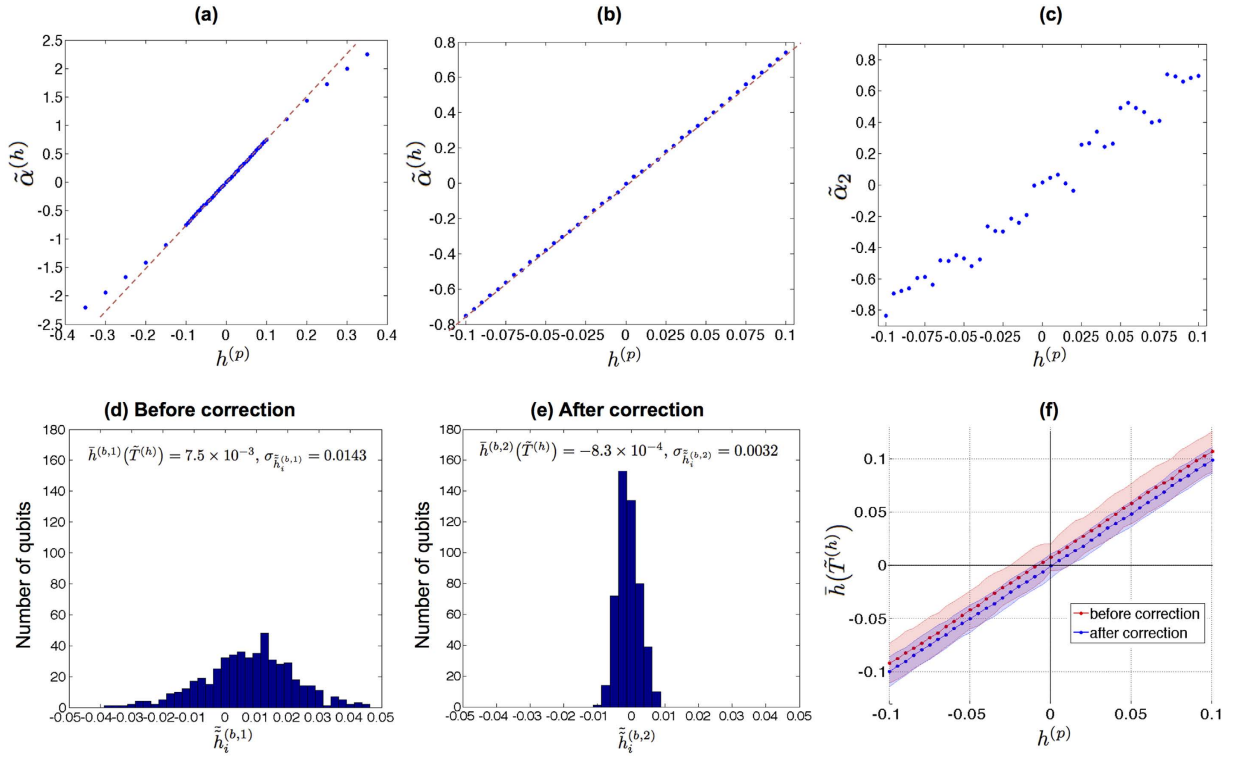 (a)
(b)
(c)
2.5
2
1.5
1
0.5
0
-0.5
-1
-1.5
-2
-2.5
-0.4 -0.3 -0.2 -0.1 0 0.1 0.2 0.3 0.4
α̃^(h)
h^(p)
0.8
0.6
0.4
0.2
0
-0.2
-0.4
-0.6
-0.8
-0.1 -0.075 -0.05 -0.025 0 0.025 0.05 0.075 0.1
α̃^(h)
h^(p)
0.8
0.6
0.4
0.2
0
-0.2
-0.4
-0.6
-0.8
-0.1 -0.075 -0.05 -0.025 0 0.025 0.05 0.075 0.1
α̃₂
h^(p)
(d) Before correction
(e) After correction
(f)
180
160
140
120
100
80
60
40
20
0
-0.05 -0.04 -0.03 -0.02 -0.01 0 0.01 0.02 0.03 0.04 0.05
Number of qubits
h̄^(b,1)(T̃^(h)) = 7.5 × 10⁻³, σ_{h̃̃_i^(b,1)} = 0.0143
h̃̃_i^(b,1)
180
160
140
120
100
80
60
40
20
0
-0.05 -0.04 -0.03 -0.02 -0.01 0 0.01 0.02 0.03 0.04 0.05
Number of qubits
h̄^(b,2)(T̃^(h)) = −8.3 × 10⁻⁴, σ_{h̃̃_i^(b,2)} = 0.0032
h̃̃_i^(b,2)
0.1
0.05
0
-0.05
-0.1
-0.1 -0.05 0 0.05 0.1
h̄(T̃^(h))
h^(p)
before correction
after correction